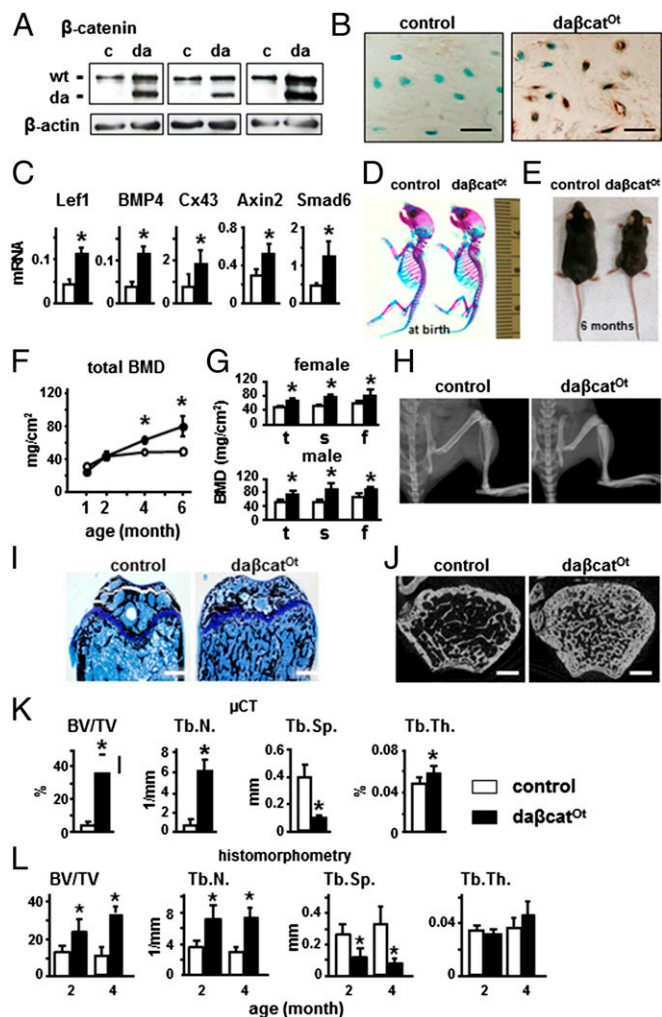 A
β-catenin
c da c da c da
wt
da
β-actin
B
control daβcatOt
C
Lef1 BMP4 Cx43 Axin2 Smad6
mRNA
0.1 0.1 2 0.4 1
0 0 0 0 0
* * * * *
D
control daβcatOt
at birth
E
control daβcatOt
6 months
F
total BMD
mg/cm2
120
80
40
0
* *
1 2 4 6
age (month)
G
female
120
80
40
0
* * *
t s f
male
BMD (mg/cm2)
120
80
40
0
* * *
t s f
H
control daβcatOt
I
control daβcatOt
J
control daβcatOt
K
µCT
BV/TV Tb.N. Tb.Sp. Tb.Th.
% 1/mm mm %
40 20 0
8 6 4 2 0
0.4 0.2 0
0.08 0.04 0
* * * *
control
daβcatOt
L
histomorphometry
BV/TV Tb.N. Tb.Sp. Tb.Th.
1/mm mm
20 10 0
8 4 0
0.4 0.2 0
0.04 0
* * * * * *
2 4 2 4 2 4 2 4
age (month)